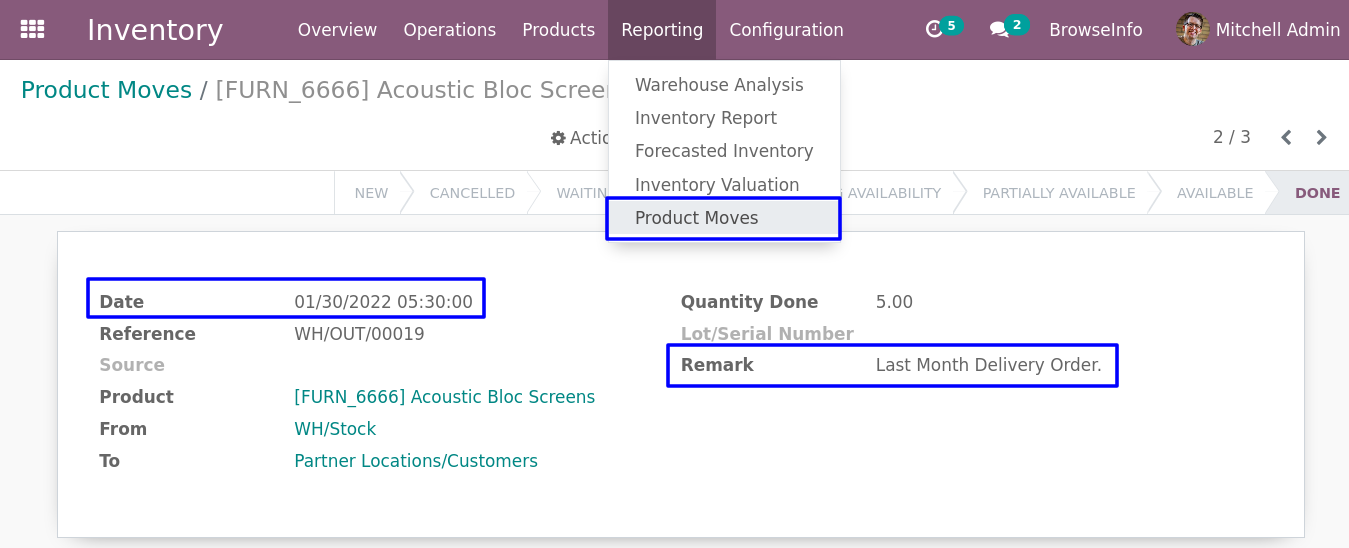 Inventory Overview Operations Products Reporting Configuration 5 2 BrowseInfo Mitchell Admin
Product Moves / [FURN_6666] Acoustic Bloc
Warehouse Analysis
Inventory Report
Forecasted Inventory
Inventory Valuation
Product Moves
2 / 3
NEW CANCELLED AVAILABILITY PARTIALLY AVAILABLE AVAILABLE DONE
Date 01/30/2022 05:30:00
Reference WH/OUT/00019
Source
Product [FURN_6666] Acoustic Bloc Screens
From WH/Stock
To Partner Locations/Customers
Quantity Done 5.00
Lot/Serial Number
Remark Last Month Delivery Order.